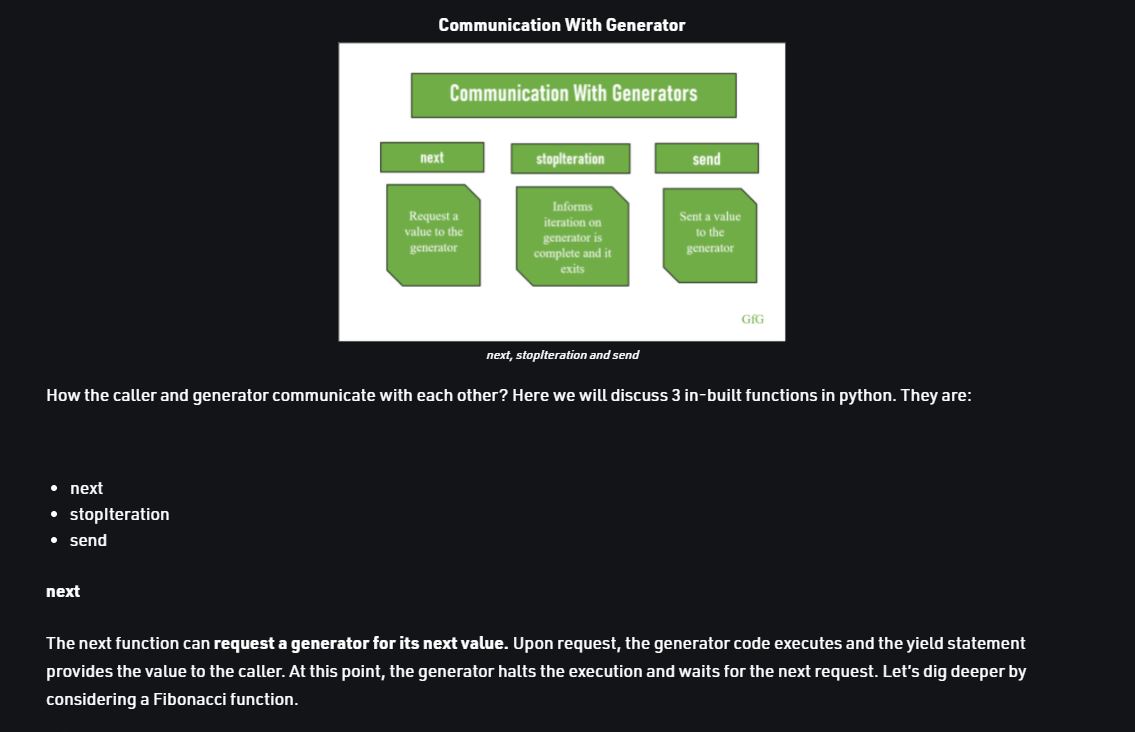 Communication With Generator
Communication With Generators
next
stopIteration
send
Request a
value to the
generator
Informs
iteration on
generator is
complete and it
exits
Sent a value
to the
generator
GfG
next, stopIteration and send
How the caller and generator communicate with each other? Here we will discuss 3 in-built functions in python. They are:
• next
• stopIteration
• send
next
The next function can request a generator for its next value. Upon request, the generator code executes and the yield statement
provides the value to the caller. At this point, the generator halts the execution and waits for the next request. Let's dig deeper by
considering a Fibonacci function.